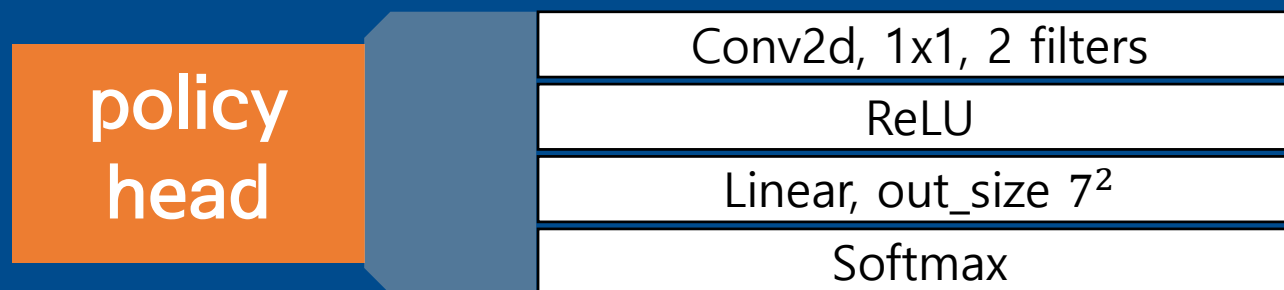 policy
head
Conv2d, 1x1, 2 filters
ReLU
Linear, out_size 7²
Softmax